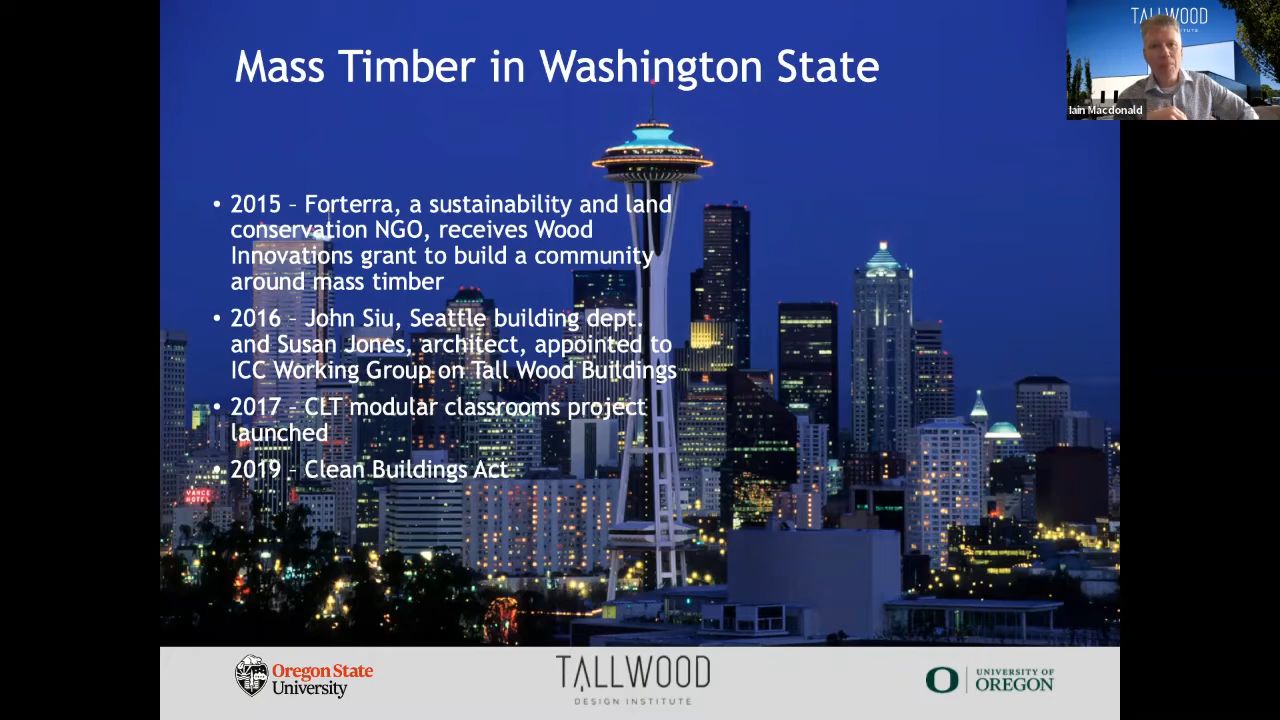 Mass Timber in Washington State
TALLWOOD
Iain Macdonald
• 2015 – Forterra, a sustainability and land
conservation NGO, receives Wood
Innovations grant to build a community
around mass timber
• 2016 – John Siu, Seattle building dept.
and Susan Jones, architect, appointed to
ICC Working Group on Tall Wood Buildings
• 2017 – CLT modular classrooms project
launched
• 2019 – Clean Buildings Act
VANCE
HOTEL
Oregon State
University
TALLWOOD
DESIGN INSTITUTE
UNIVERSITY OF
OREGON